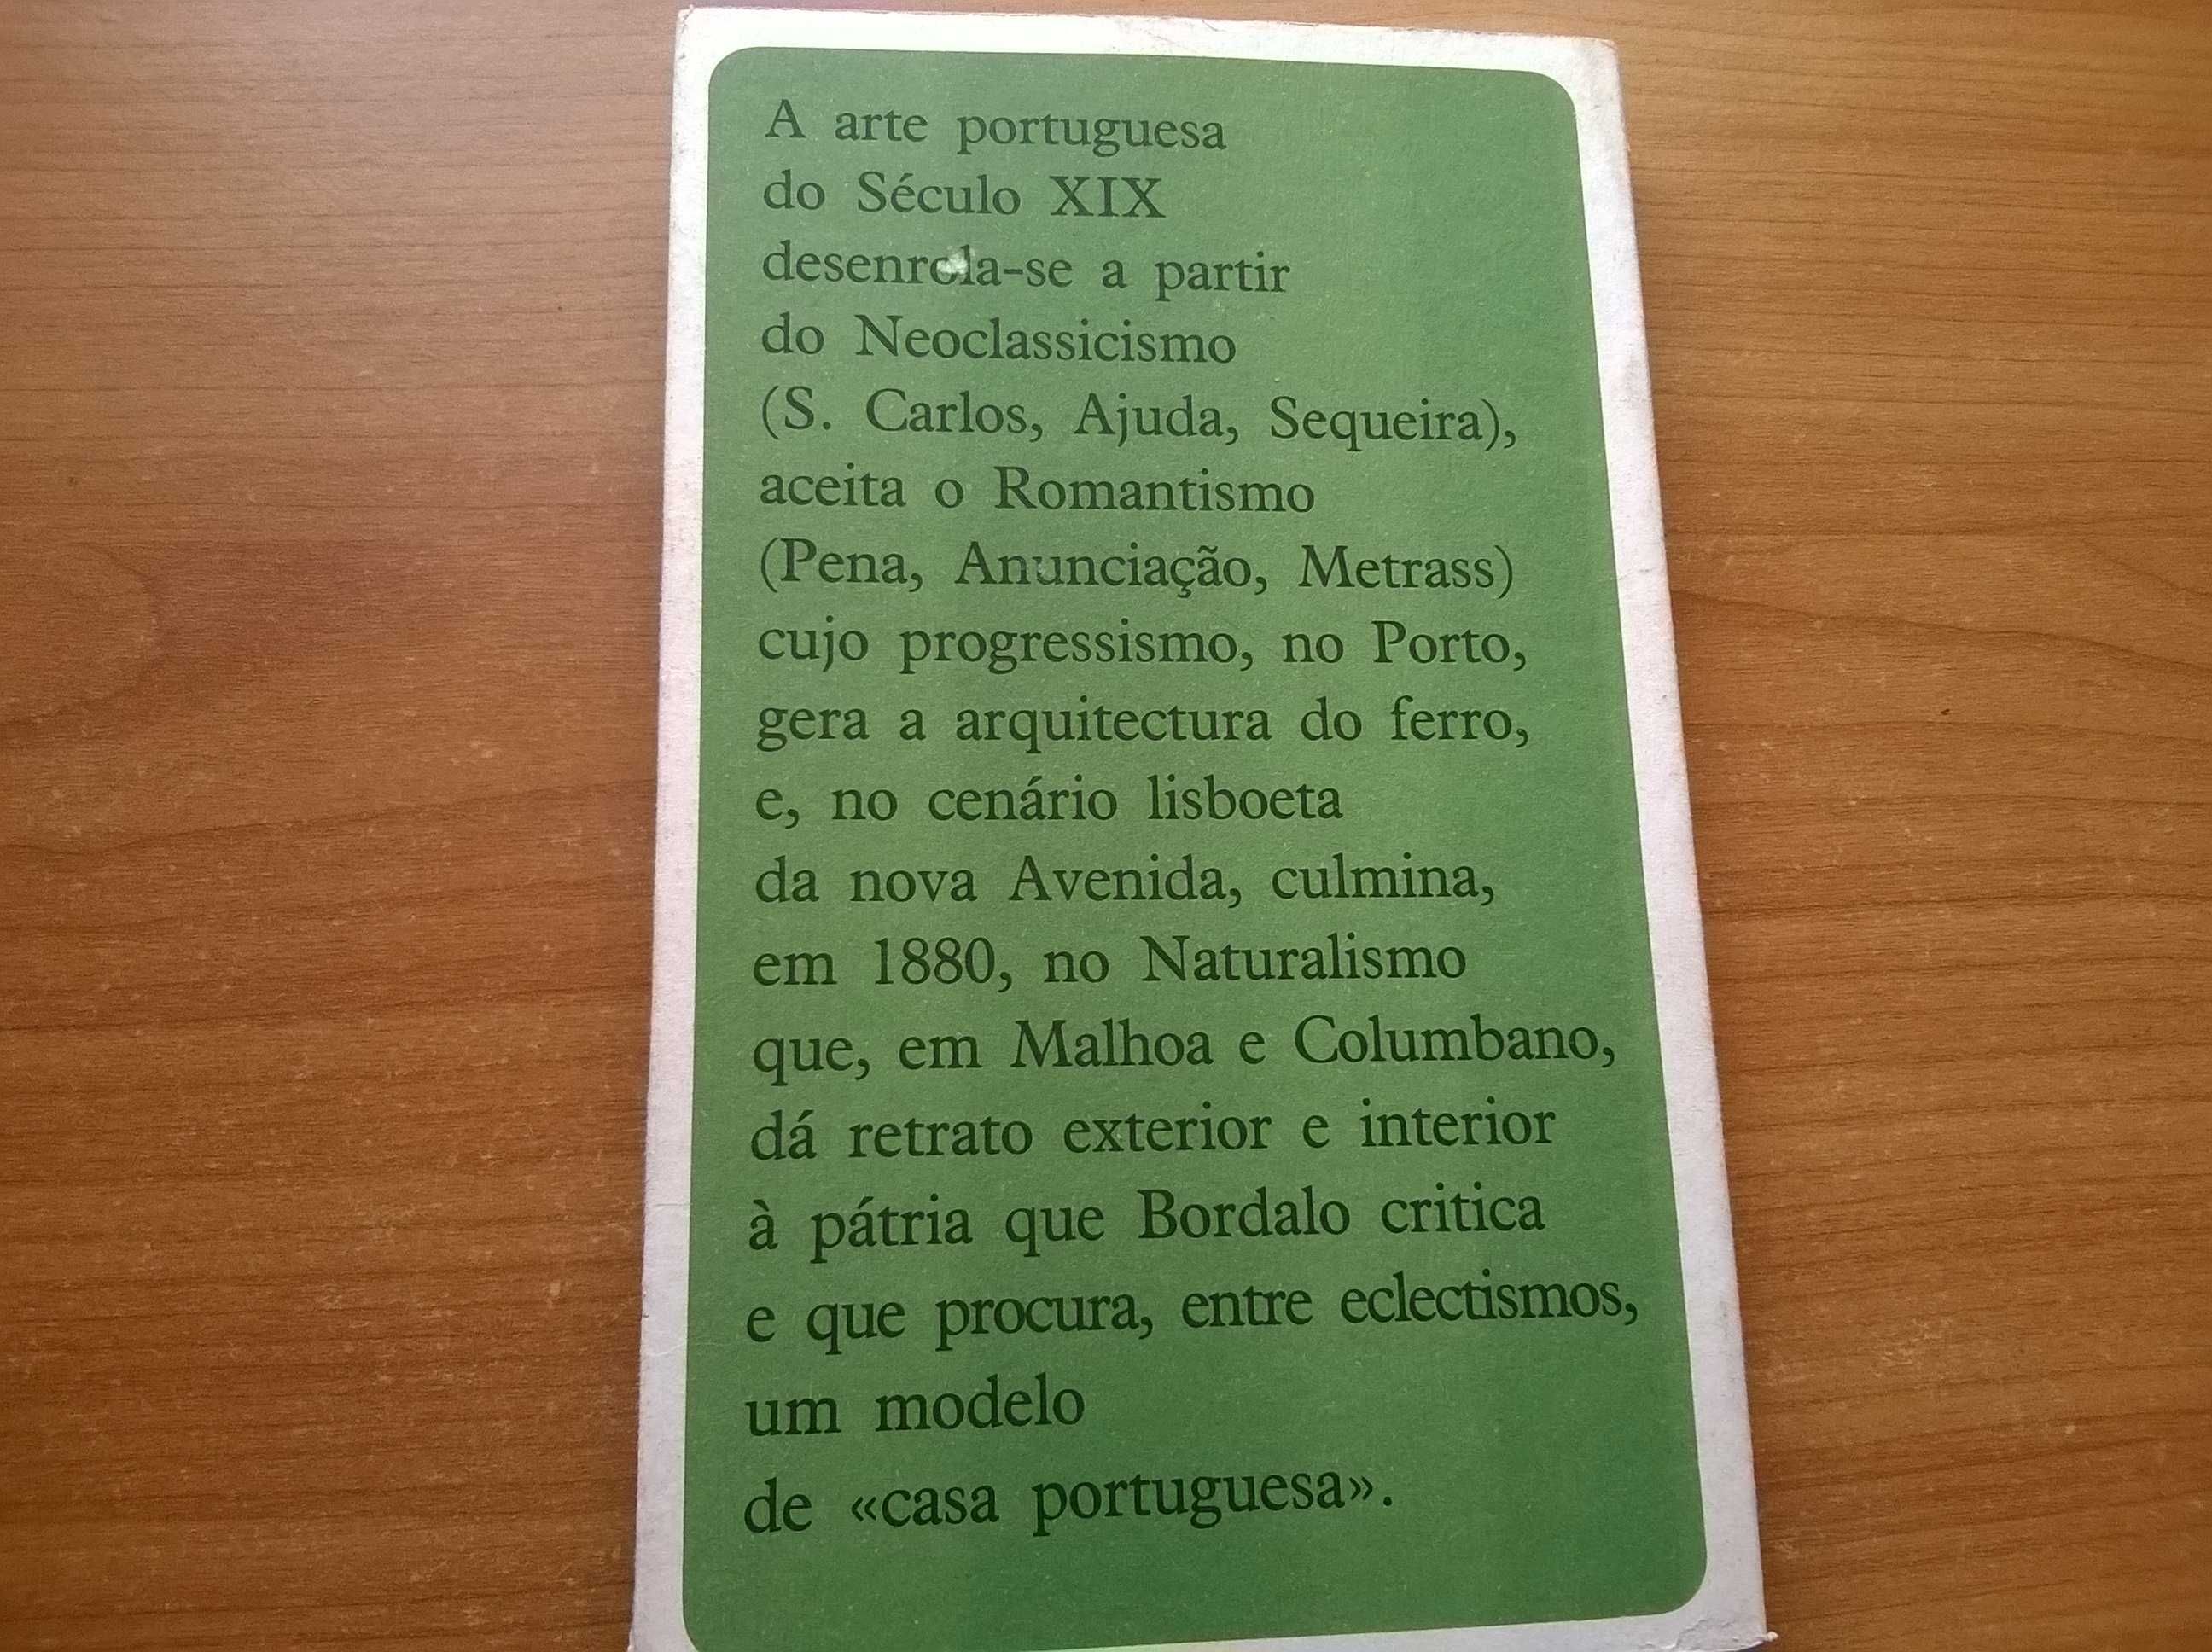 A arte portuguesa
do Século XIX
desenrola-se a partir
do Neoclassicismo
(S. Carlos, Ajuda, Sequeira),
aceita o Romantismo
(Pena, Anunciação, Metrass)
cujo progressismo, no Porto,
gera a arquitectura do ferro,
e, no cenário lisboeta
da nova Avenida, culmina,
em 1880, no Naturalismo
que, em Malhoa e Columbano,
dá retrato exterior e interior
à pátria que Bordalo critica
e que procura, entre eclectismos,
um modelo
de «casa portuguesa».